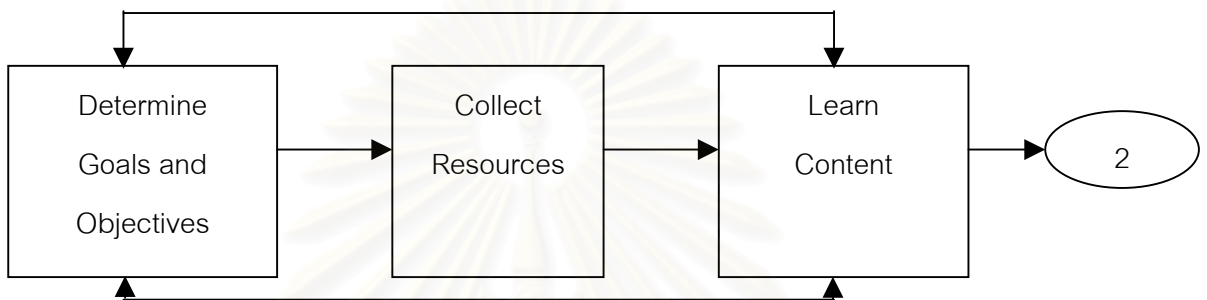 Determine
Goals and
Objectives
Collect
Resources
Learn
Content
2